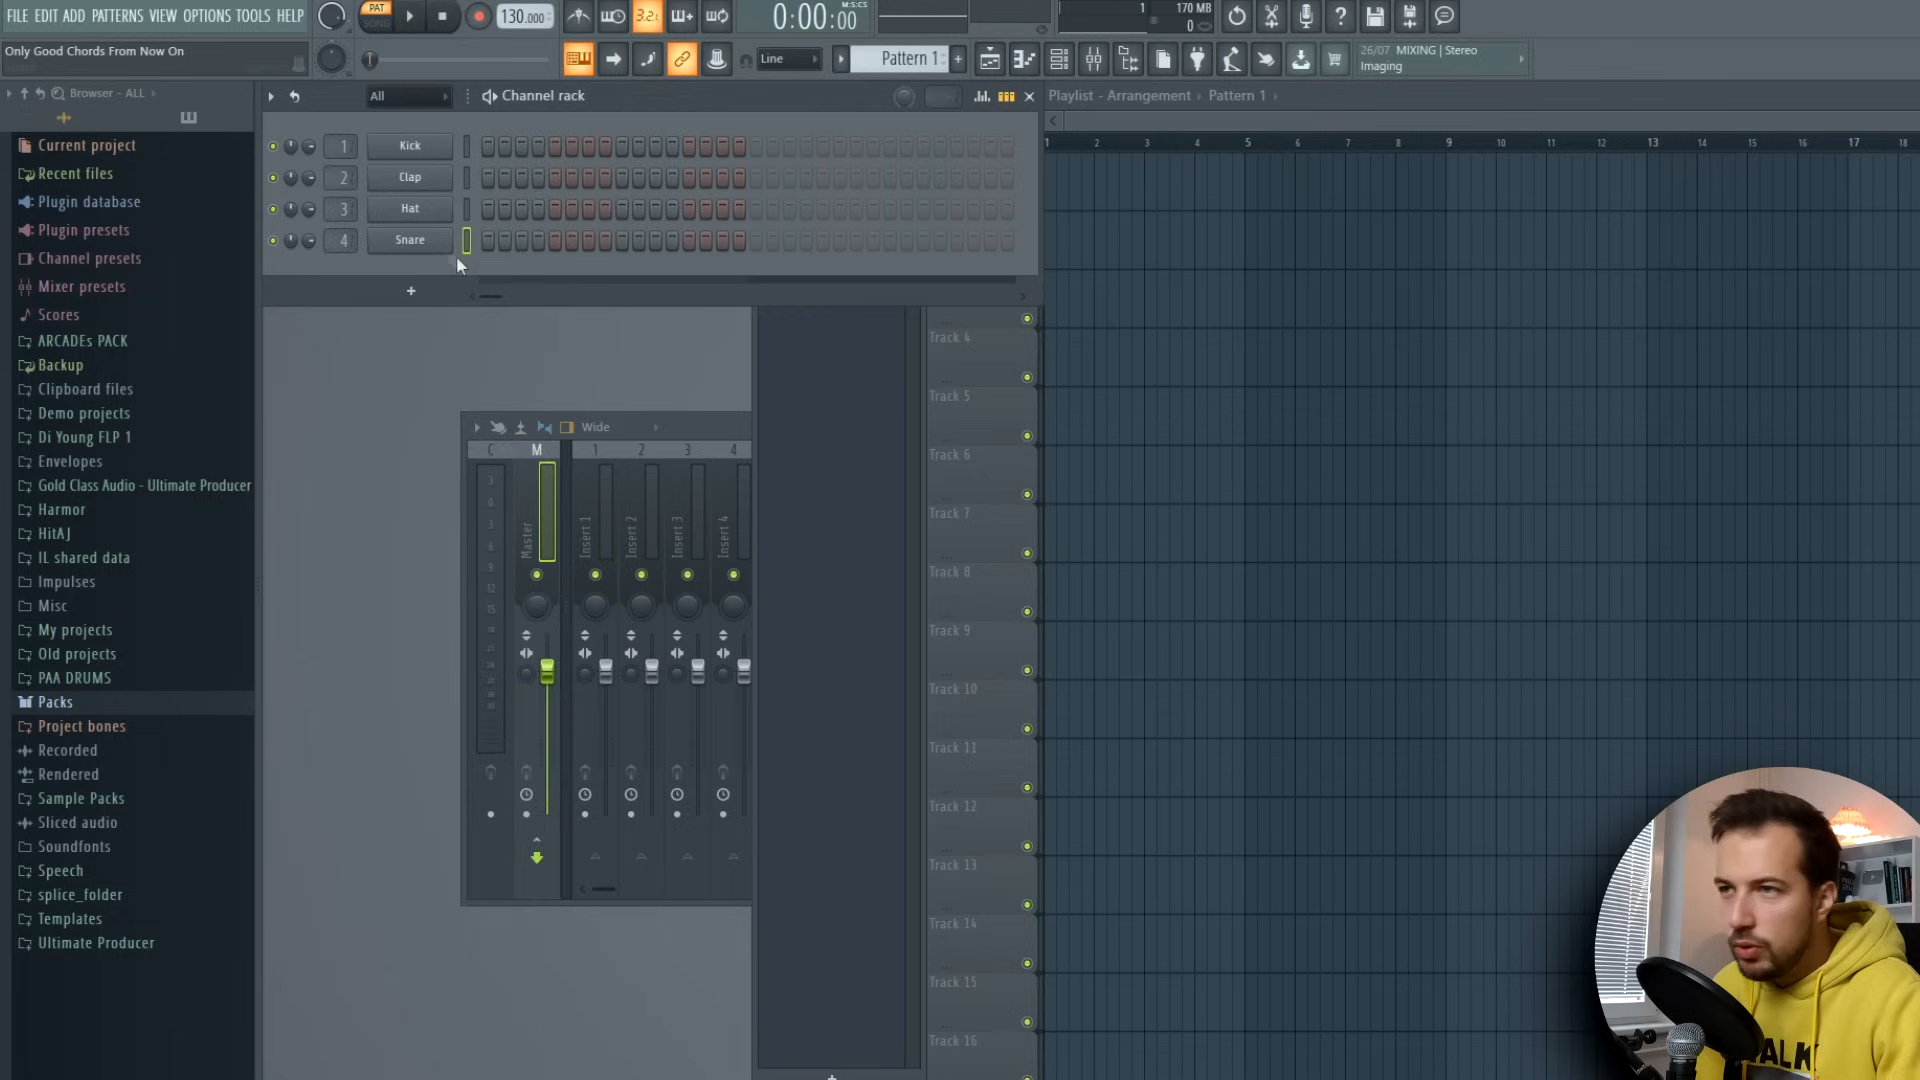 FILE EDIT ADD PATTERNS VIEW OPTIONS TOOLS HELP
PAT
SONG
130.000
3.2
0:00:00
M:S:CS
1
170 MB
0
Only Good Chords From Now On
Line
Pattern 1
+
26/07 MIXING | Stereo
Imaging
Browser - ALL
All
Channel rack
Playlist - Arrangement
Pattern 1
Current project
Recent files
Plugin database
Plugin presets
Channel presets
Mixer presets
Scores
ARCADEs PACK
Backup
Clipboard files
Demo projects
Di Young FLP 1
Envelopes
Gold Class Audio - Ultimate Producer
Harmor
HitAJ
IL shared data
Impulses
Misc
My projects
Old projects
PAA DRUMS
Packs
Project bones
Recorded
Rendered
Sample Packs
Sliced audio
Soundfonts
Speech
splice_folder
Templates
Ultimate Producer
1 Kick
2 Clap
3 Hat
4 Snare
+
Wide
C M 1 2 3 4
Master
Insert 1
Insert 2
Insert 3
Insert 4
1 2 3 4 5 6 7 8 9 10 11 12 13 14 15 16 17 18
Track 4
Track 5
Track 6
Track 7
Track 8
Track 9
Track 10
Track 11
Track 12
Track 13
Track 14
Track 15
Track 16